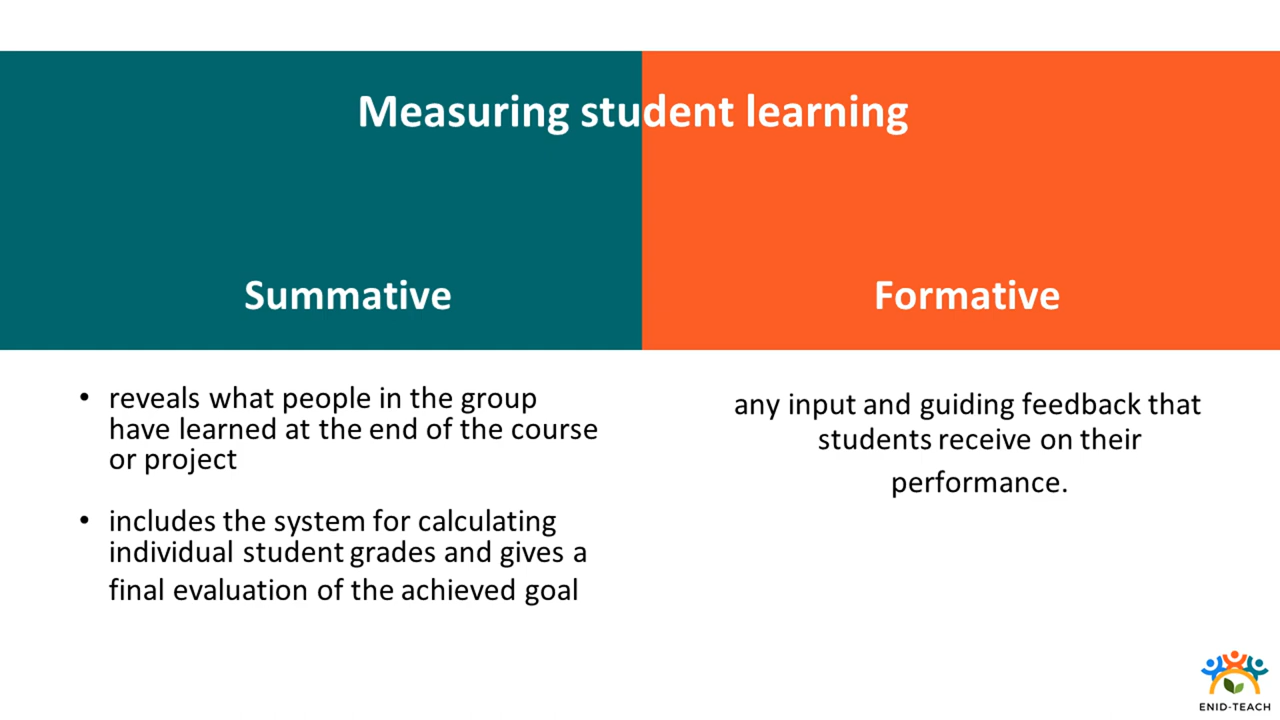 Measuring student learning
Summative
Formative
• reveals what people in the group
have learned at the end of the course
or project
• includes the system for calculating
individual student grades and gives a
final evaluation of the achieved goal
any input and guiding feedback that
students receive on their
performance.
ENID-TEACH